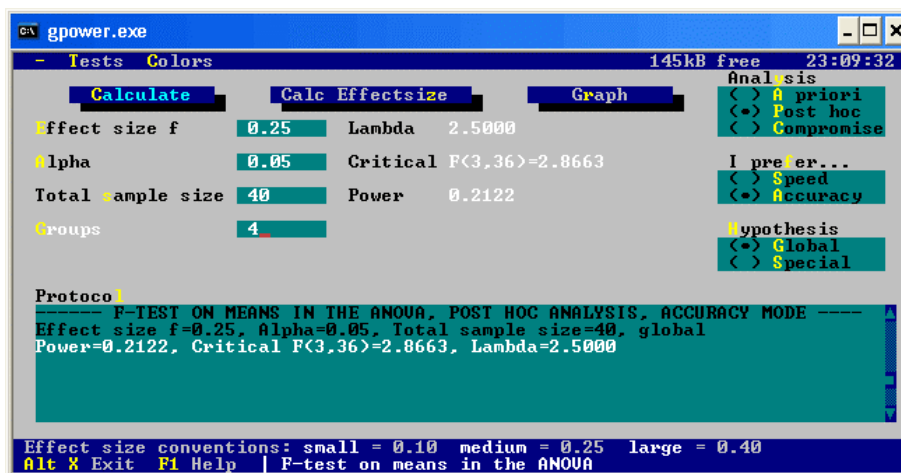 gpower.exe
- Tests Colors 145kB free 23:09:32
Calculate Calc Effectsize Graph
Analysis
( ) A priori
(•) Post hoc
( ) Compromise
Effect size f 0.25 Lambda 2.5000
Alpha 0.05 Critical F(3,36)=2.8663
Total sample size 40 Power 0.2122
Groups 4_
I prefer...
( ) Speed
(•) Accuracy
Hypothesis
(•) Global
( ) Special
Protocol
------ F-TEST ON MEANS IN THE ANOVA, POST HOC ANALYSIS, ACCURACY MODE ----
Effect size f=0.25, Alpha=0.05, Total sample size=40, global
Power=0.2122, Critical F(3,36)=2.8663, Lambda=2.5000
Effect size conventions: small = 0.10 medium = 0.25 large = 0.40
Alt X Exit F1 Help | F-test on means in the ANOVA